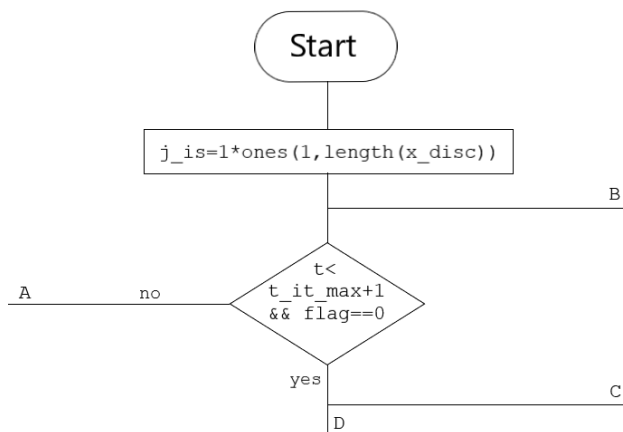 Start
j_is=1*ones(1,length(x_disc))
B
t<
t_it_max+1
&& flag==0
A
no
yes
C
D